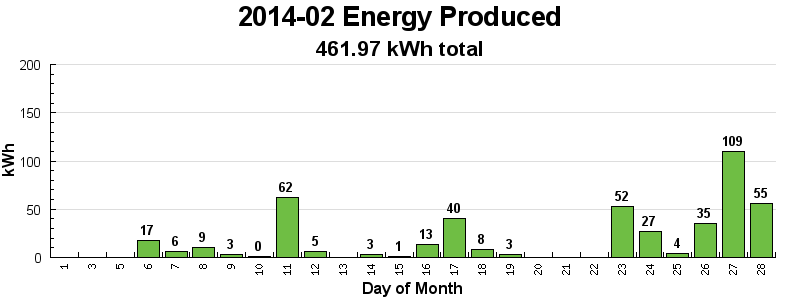 2014-02 Energy Produced
461.97 kWh total
200
150
100
50
0
kWh
17 6 9 3 0 62 5 3 1 13 40 8 3 52 27 4 35 109 55
1 3 5 6 7 8 9 10 11 12 13 14 15 16 17 18 19 20 21 22 23 24 25 26 27 28
Day of Month